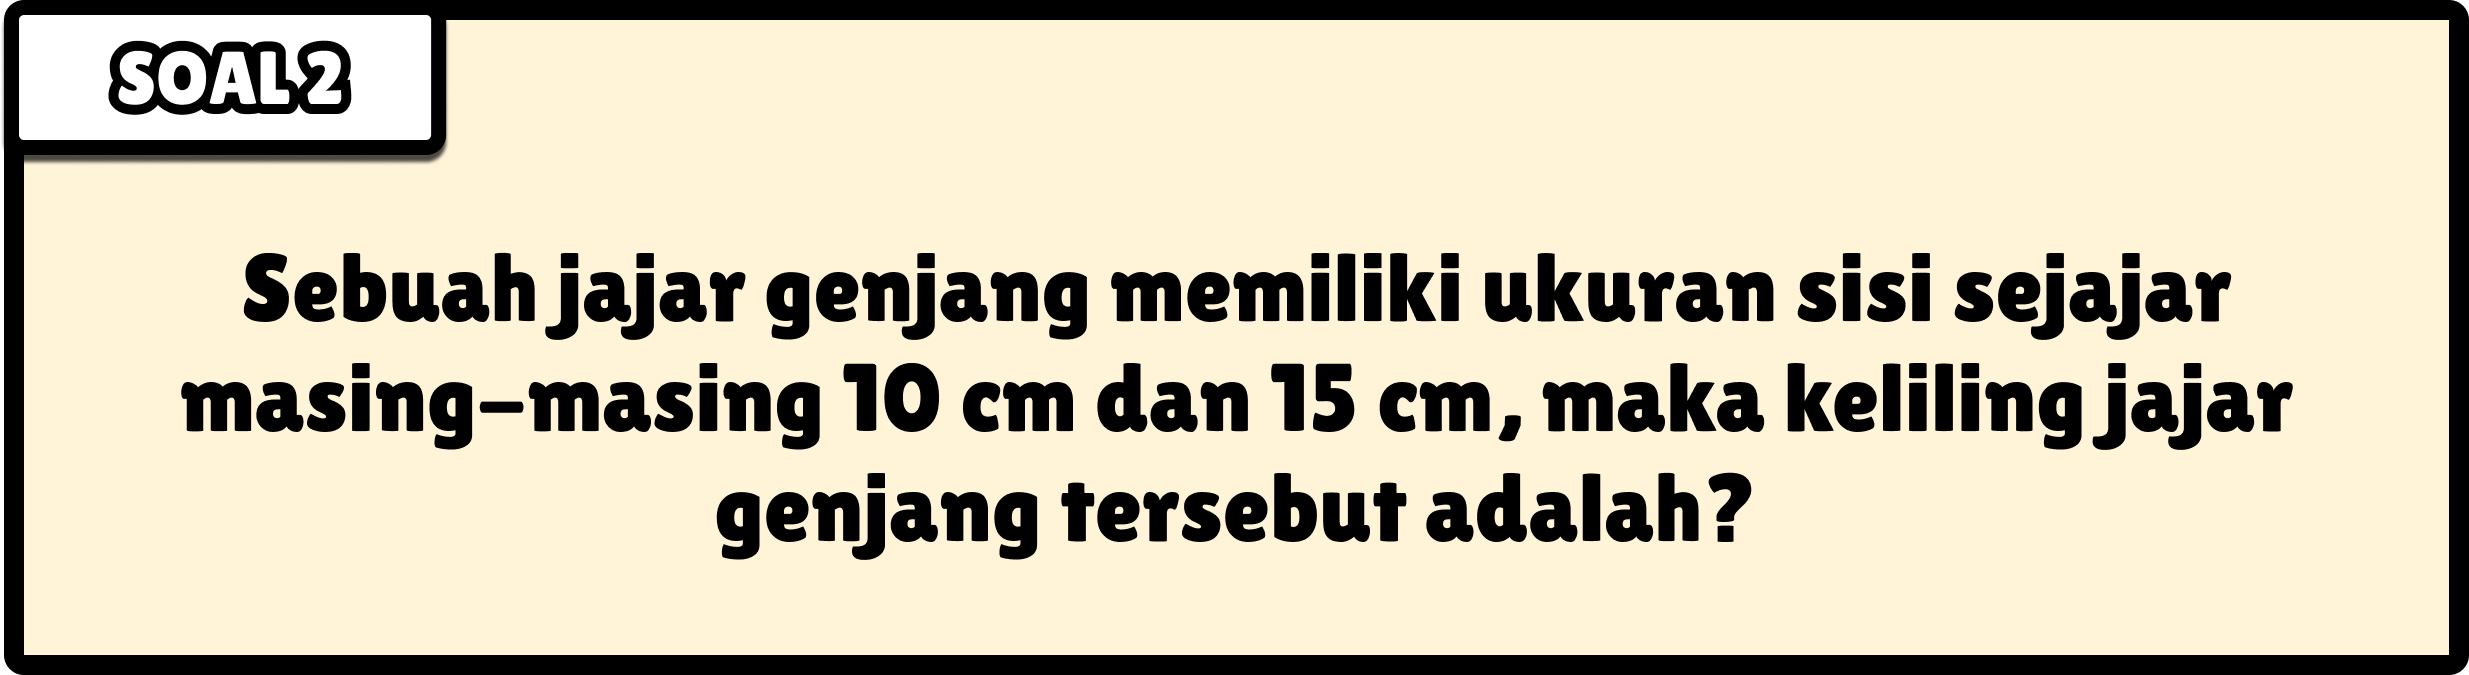 SOAL 2
Sebuah jajar genjang memiliki ukuran sisi sejajar
masing-masing 10 cm dan 15 cm, maka keliling jajar
genjang tersebut adalah?